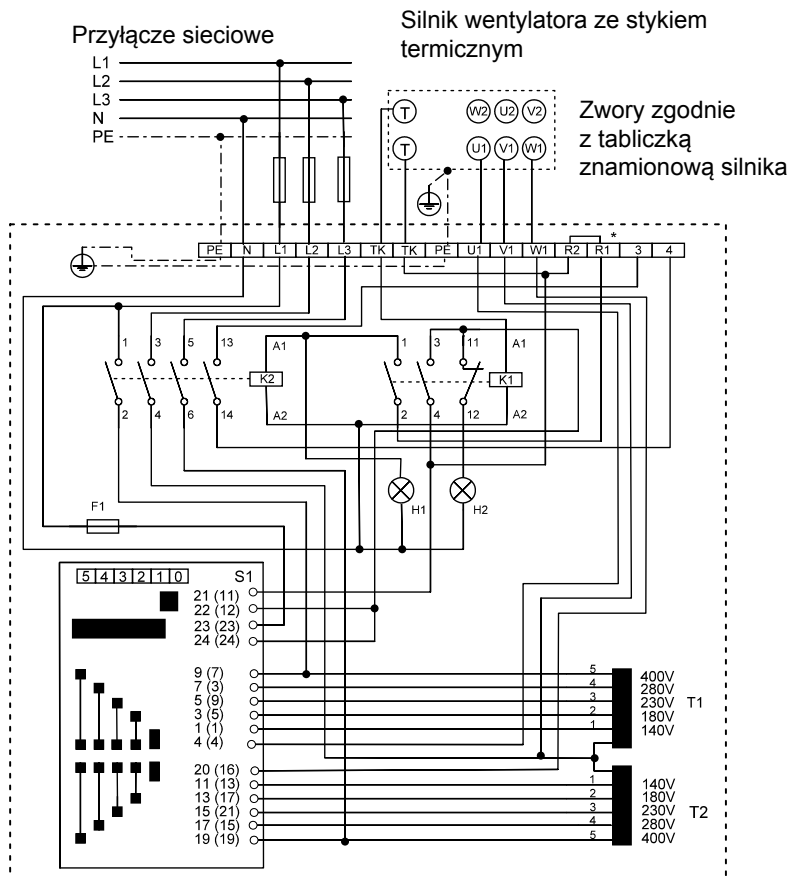 Przyłącze sieciowe
L1
L2
L3
N
PE
Silnik wentylatora ze stykiem
termicznym
T W2 U2 V2
T U1 V1 W1
Zwory zgodnie
z tabliczką
znamionową silnika
PE N L1 L2 L3 TK TK PE U1 V1 W1 R2 R1 3 4
*
1 3 5 13 A1 1 3 11 A1
K2 K1
2 4 6 14 A2 2 4 12 A2
F1 H1 H2
5 4 3 2 1 0 S1
21 (11)
22 (12)
23 (23)
24 (24)
9 (7) 5 400V
7 (3) 4 280V
5 (9) 3 230V T1
3 (5) 2 180V
1 (1) 1 140V
4 (4)
20 (16)
11 (13) 1 140V
13 (17) 2 180V
15 (21) 3 230V T2
17 (15) 4 280V
19 (19) 5 400V